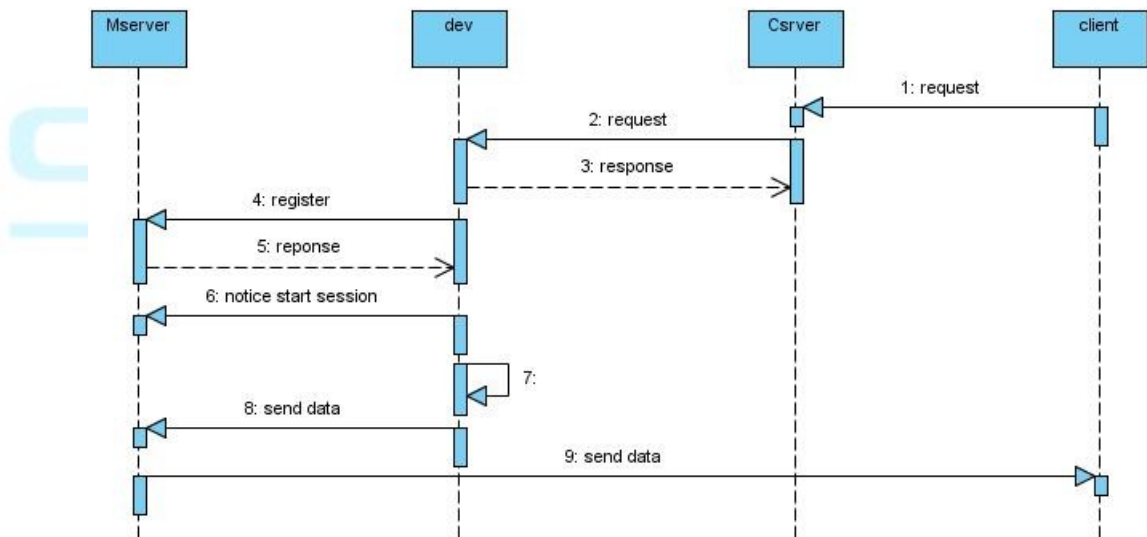 Mserver
dev
Csrver
client
1: request
2: request
3: response
4: register
5: reponse
6: notice start session
7:
8: send data
9: send data